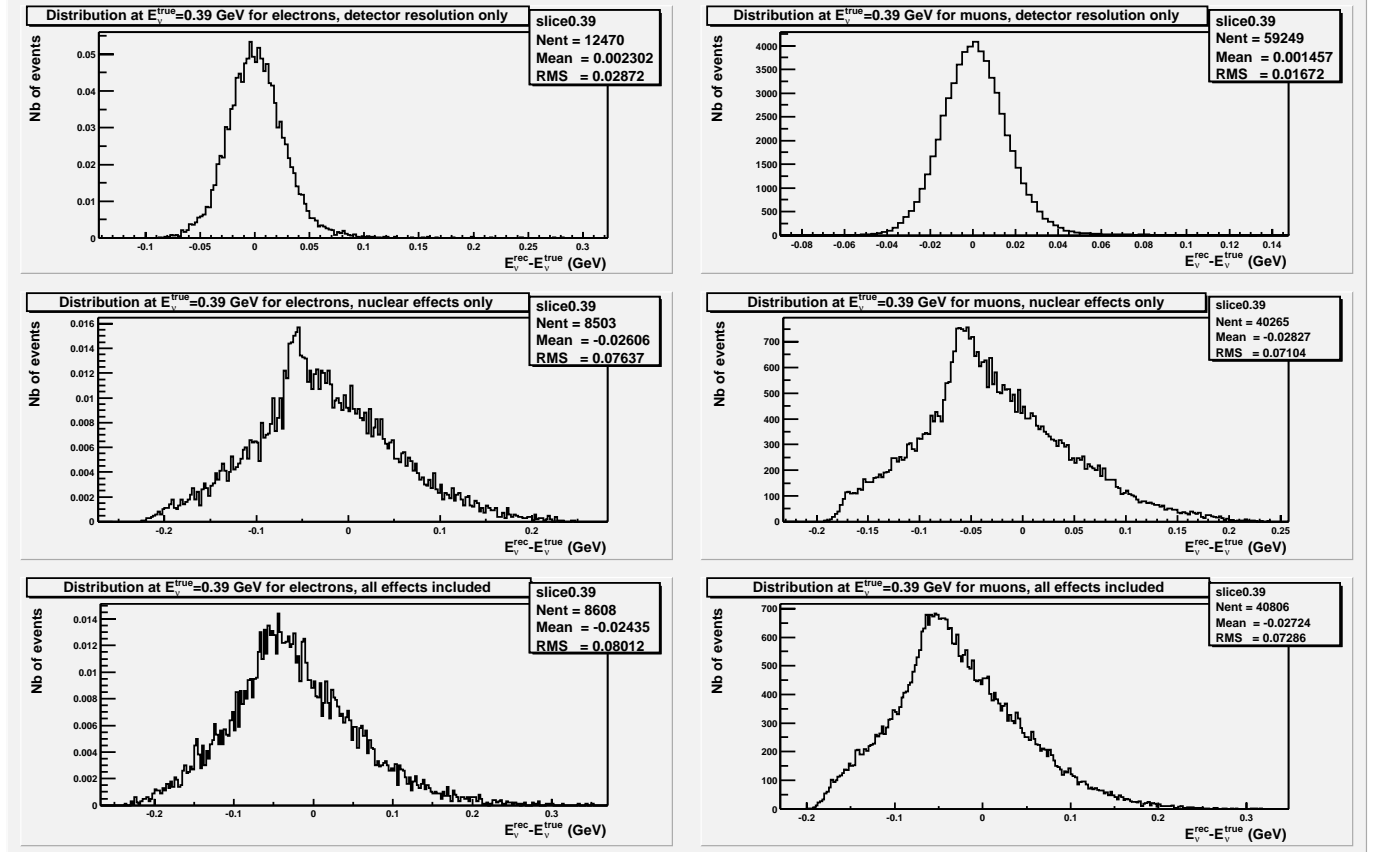 Distribution at E_ν^true=0.39 GeV for electrons, detector resolution only
slice0.39
Nent = 12470
Mean = 0.002302
RMS = 0.02872
Nb of events
0.05
0.04
0.03
0.02
0.01
0
-0.1 -0.05 0 0.05 0.1 0.15 0.2 0.25 0.3
E_ν^rec-E_ν^true (GeV)
Distribution at E_ν^true=0.39 GeV for muons, detector resolution only
slice0.39
Nent = 59249
Mean = 0.001457
RMS = 0.01672
Nb of events
4000
3500
3000
2500
2000
1500
1000
500
0
-0.08 -0.06 -0.04 -0.02 0 0.02 0.04 0.06 0.08 0.1 0.12 0.14
E_ν^rec-E_ν^true (GeV)
Distribution at E_ν^true=0.39 GeV for electrons, nuclear effects only
slice0.39
Nent = 8503
Mean = -0.02606
RMS = 0.07637
Nb of events
0.016
0.014
0.012
0.01
0.008
0.006
0.004
0.002
0
-0.2 -0.1 0 0.1 0.2
E_ν^rec-E_ν^true (GeV)
Distribution at E_ν^true=0.39 GeV for muons, nuclear effects only
slice0.39
Nent = 40265
Mean = -0.02827
RMS = 0.07104
Nb of events
700
600
500
400
300
200
100
0
-0.2 -0.15 -0.1 -0.05 0 0.05 0.1 0.15 0.2 0.25
E_ν^rec-E_ν^true (GeV)
Distribution at E_ν^true=0.39 GeV for electrons, all effects included
slice0.39
Nent = 8608
Mean = -0.02435
RMS = 0.08012
Nb of events
0.014
0.012
0.01
0.008
0.006
0.004
0.002
0
-0.2 -0.1 0 0.1 0.2 0.3
E_ν^rec-E_ν^true (GeV)
Distribution at E_ν^true=0.39 GeV for muons, all effects included
slice0.39
Nent = 40806
Mean = -0.02724
RMS = 0.07286
Nb of events
700
600
500
400
300
200
100
0
-0.2 -0.1 0 0.1 0.2 0.3
E_ν^rec-E_ν^true (GeV)